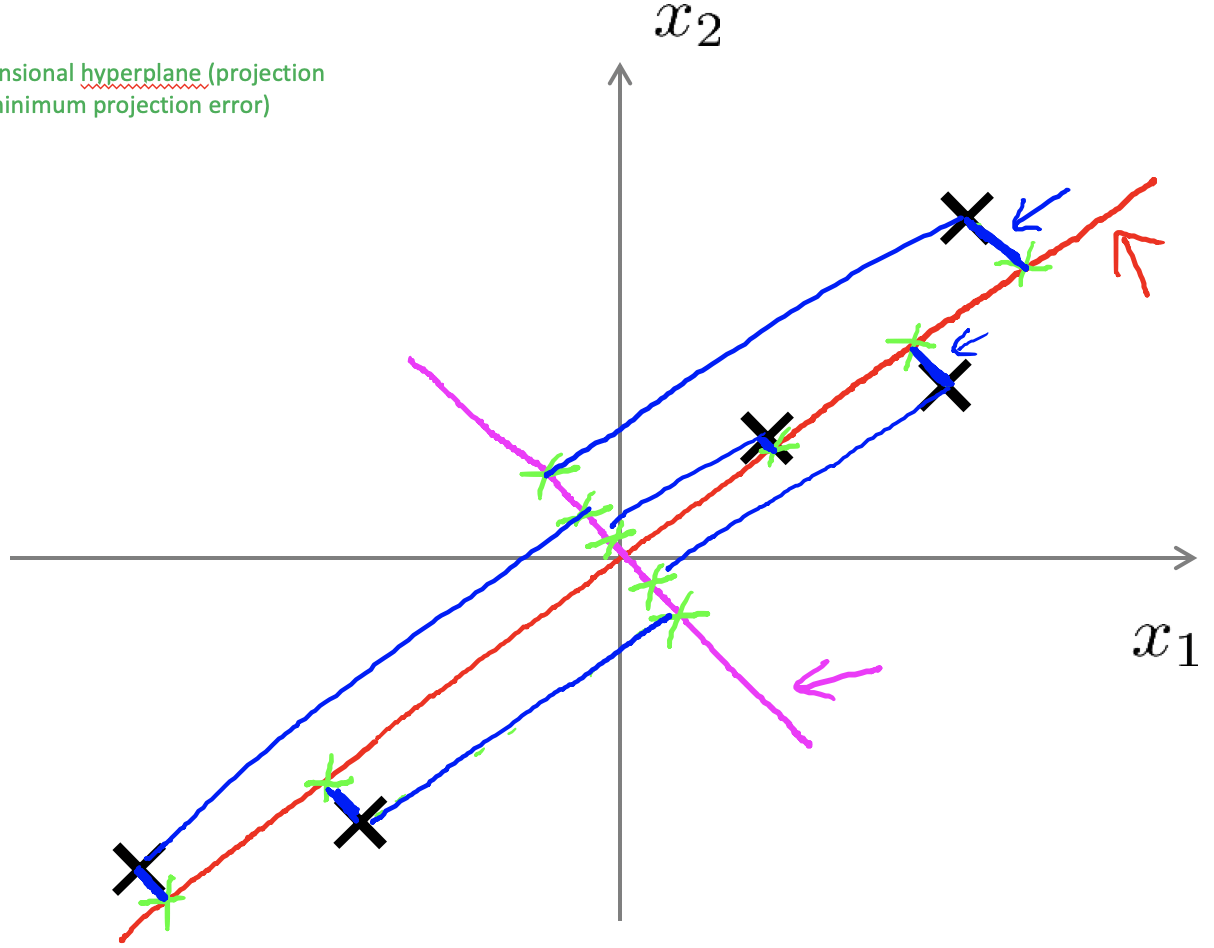 x₂
nsional hyperplane (projection
ninimum projection error)
x₁